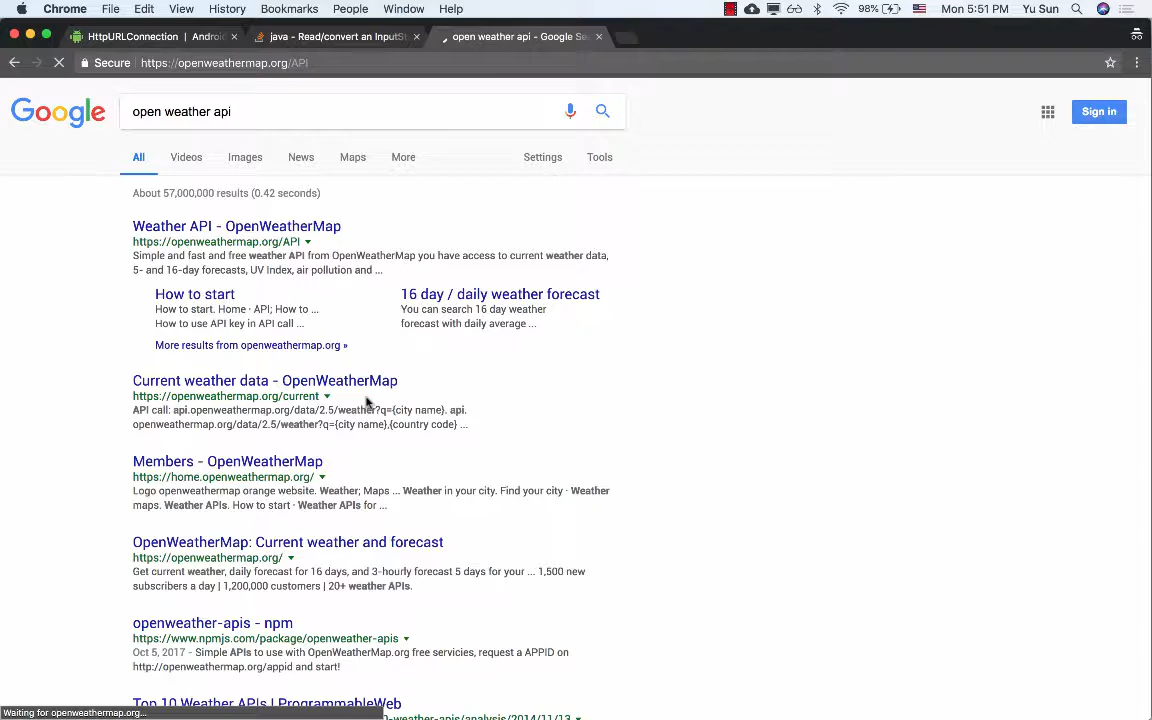 Chrome File Edit View History Bookmarks People Window Help 98% Mon 5:51 PM Yu Sun
HttpURLConnection | Android × java - Read/convert an InputSt × open weather api - Google Sea ×
Secure https://openweathermap.org/API
Google open weather api Sign in
All Videos Images News Maps More Settings Tools
About 57,000,000 results (0.42 seconds)
Weather API - OpenWeatherMap
https://openweathermap.org/API
Simple and fast and free weather API from OpenWeatherMap you have access to current weather data,
5- and 16-day forecasts, UV Index, air pollution and ...
How to start 16 day / daily weather forecast
How to start. Home · API; How to ... You can search 16 day weather
How to use API key in API call ... forecast with daily average ...
More results from openweathermap.org »
Current weather data - OpenWeatherMap
https://openweathermap.org/current
API call: api.openweathermap.org/data/2.5/weather?q={city name}. api.
openweathermap.org/data/2.5/weather?q={city name},{country code} ...
Members - OpenWeatherMap
https://home.openweathermap.org/
Logo openweathermap orange website. Weather; Maps ... Weather in your city. Find your city · Weather
maps. Weather APIs. How to start · Weather APIs for ...
OpenWeatherMap: Current weather and forecast
https://openweathermap.org/
Get current weather, daily forecast for 16 days, and 3-hourly forecast 5 days for your ... 1,500 new
subscribers a day | 1,200,000 customers | 20+ weather APIs.
openweather-apis - npm
https://www.npmjs.com/package/openweather-apis
Oct 5, 2017 - Simple APIs to use with OpenWeatherMap.org free servicies, request a APPID on
http://openweathermap.org/appid and start!
Top 10 Weather APIs | ProgrammableWeb
Waiting for openweathermap.org... 0-weather-apis/analysis/2014/11/13